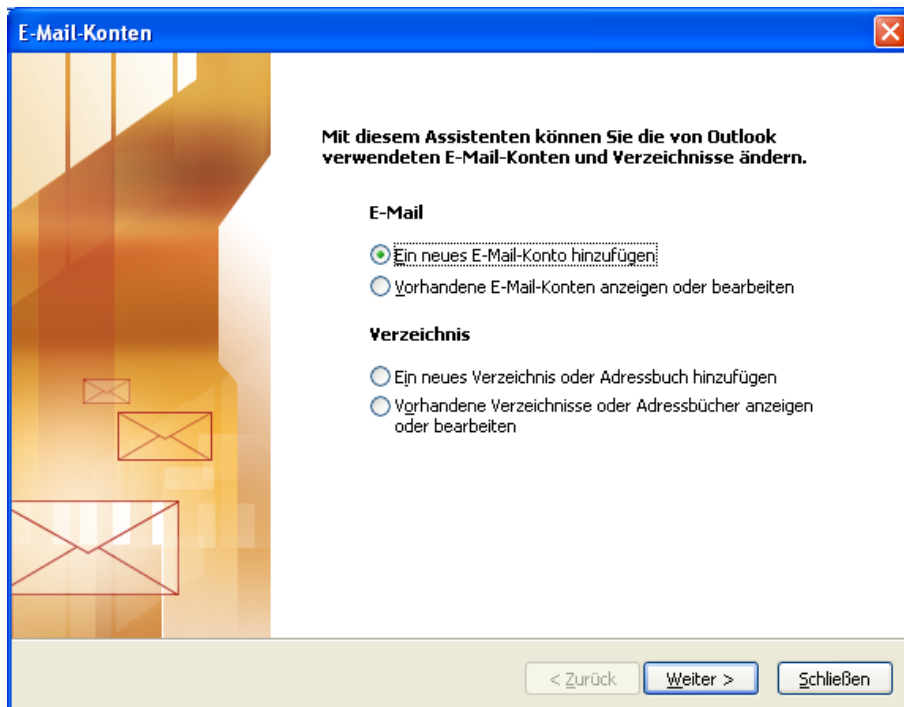 E-Mail-Konten
Mit diesem Assistenten können Sie die von Outlook
verwendeten E-Mail-Konten und Verzeichnisse ändern.
E-Mail
Ein neues E-Mail-Konto hinzufügen
Vorhandene E-Mail-Konten anzeigen oder bearbeiten
Verzeichnis
Ein neues Verzeichnis oder Adressbuch hinzufügen
Vorhandene Verzeichnisse oder Adressbücher anzeigen
oder bearbeiten
< Zurück
Weiter >
Schließen